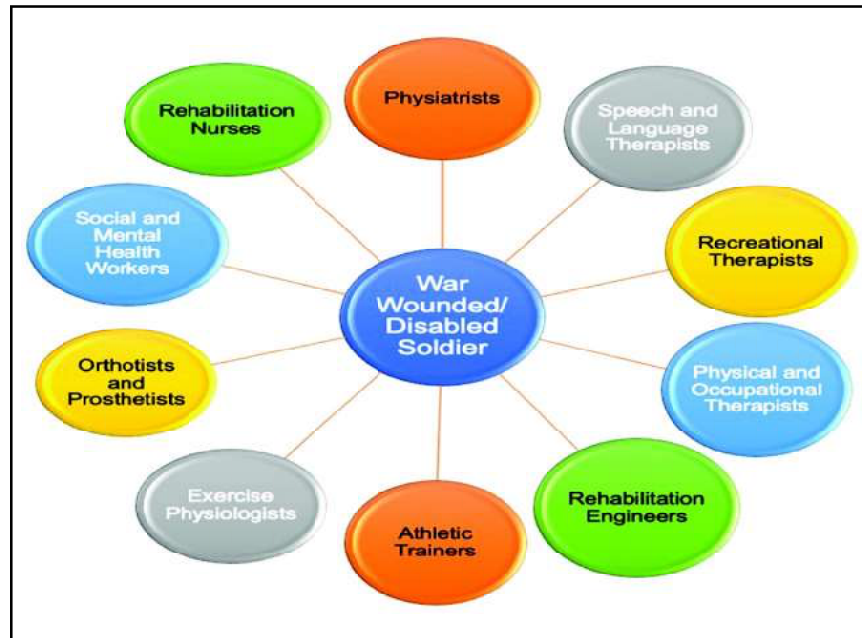 Physiatrists
Speech and
Language
Therapists
Recreational
Therapists
Physical and
Occupational
Therapists
Rehabilitation
Engineers
Athletic
Trainers
Exercise
Physiologists
Orthotists
and
Prosthetists
Social and
Mental
Health
Workers
Rehabilitation
Nurses
War
Wounded/
Disabled
Soldier